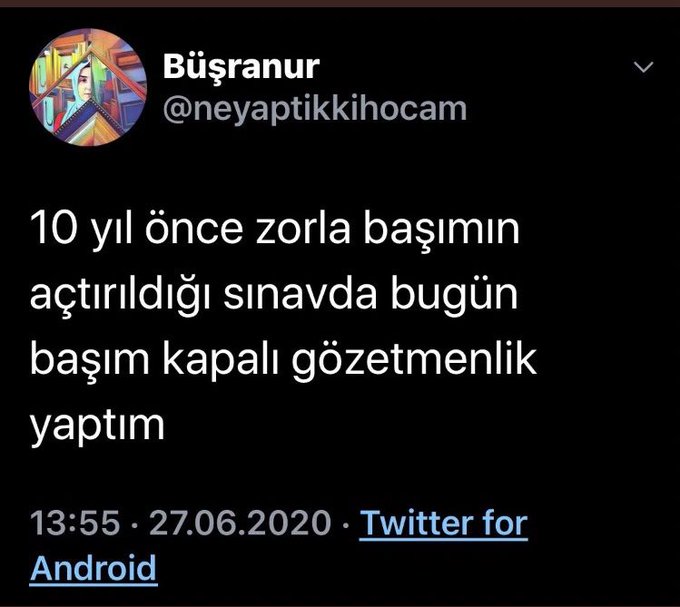 Büşranur
@neyaptikkihocam
10 yıl önce zorla başımın
açtırıldığı sınavda bugün
başım kapalı gözetmenlik
yaptım
13:55 · 27.06.2020 · Twitter for
Android